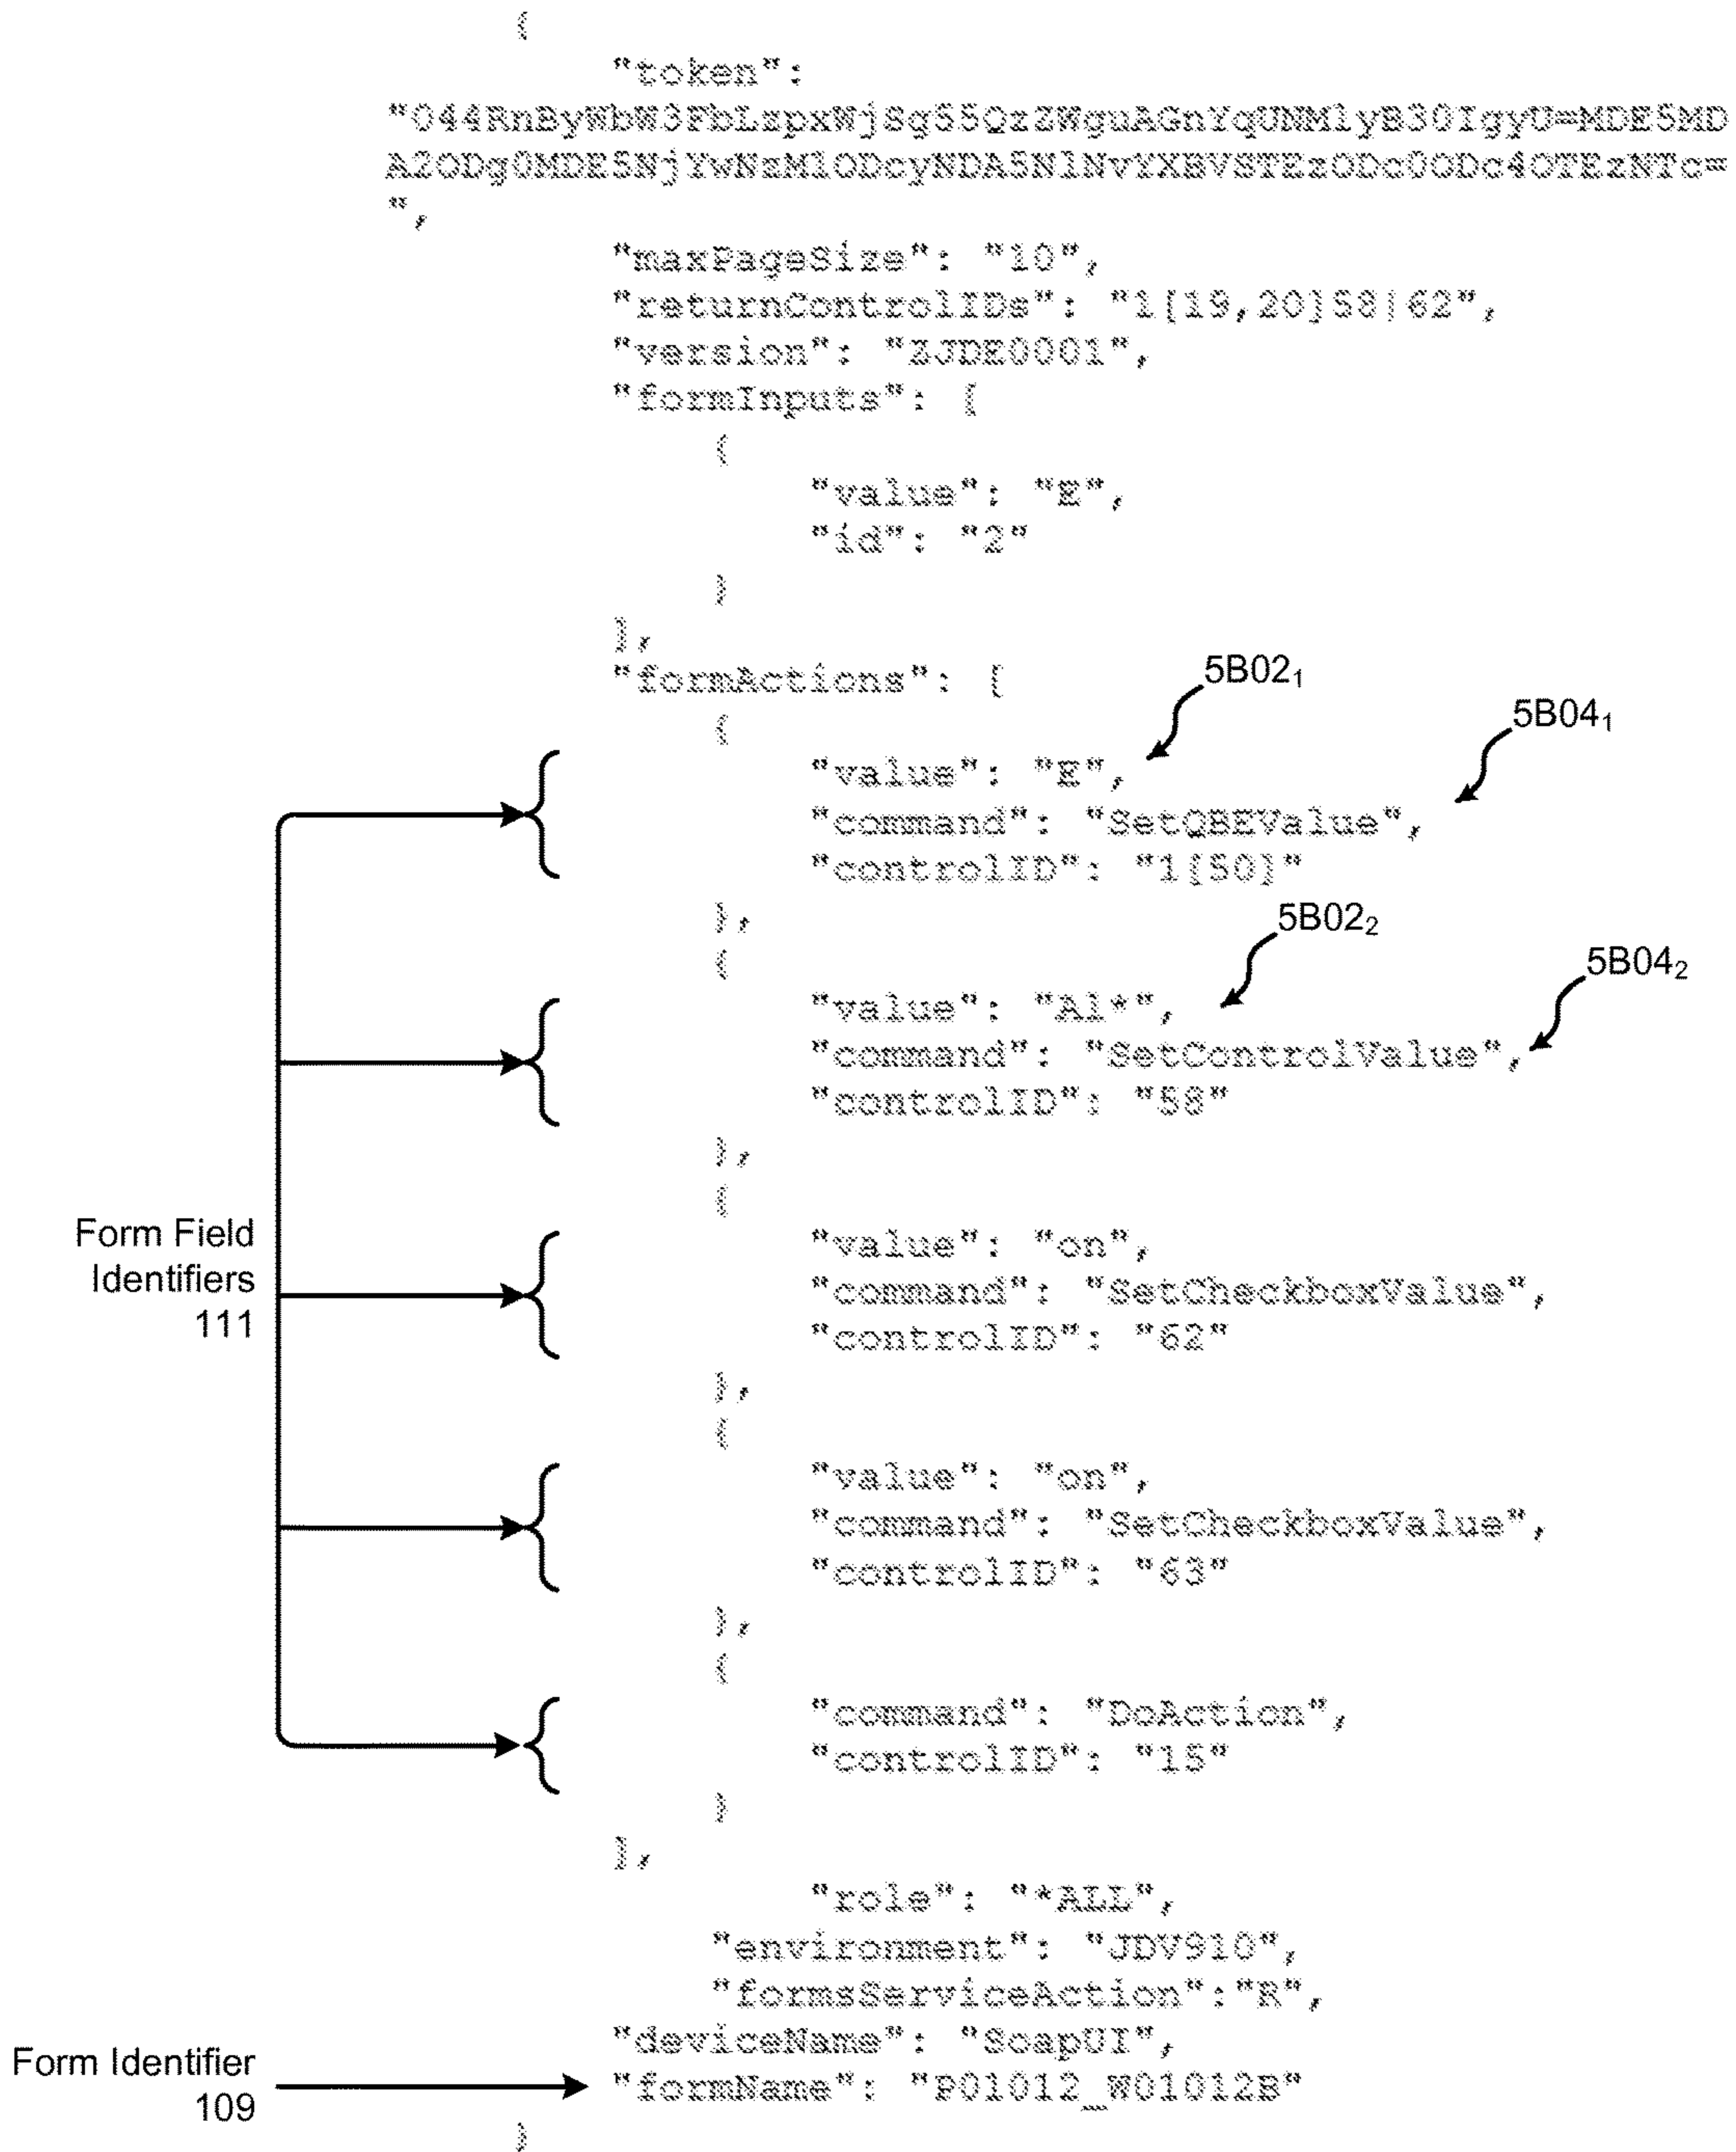 {
"token":
"044RnByWbW3FbLzpxWjSg55QzZWguAGnYqUNMlyB30IgyU=MDE5MD
A2ODg0MDE5NjYwNzM1ODcyNDA5NlNvYXBVSTEzODc0ODc4OTEzNTc=
",
"maxPageSize": "10",
"returnControlIDs": "1[19,20]58|62",
"version": "ZJDE0001",
"formInputs": [
{
"value": "E",
"id": "2"
}
],
"formActions": [
5B02₁
{
5B04₁
"value": "E",
"command": "SetQBEValue",
"controlID": "1[50]"
},
5B02₂
{
5B04₂
"value": "Al*",
"command": "SetControlValue",
"controlID": "58"
},
{
Form Field
Identifiers
111
"value": "on",
"command": "SetCheckboxValue",
"controlID": "62"
},
{
"value": "on",
"command": "SetCheckboxValue",
"controlID": "63"
},
{
"command": "DoAction",
"controlID": "15"
}
],
"role": "*ALL",
"environment": "JDV910",
"formsServiceAction":"R",
"deviceName": "SoapUI",
Form Identifier
109
"formName": "P01012_W01012B"
}